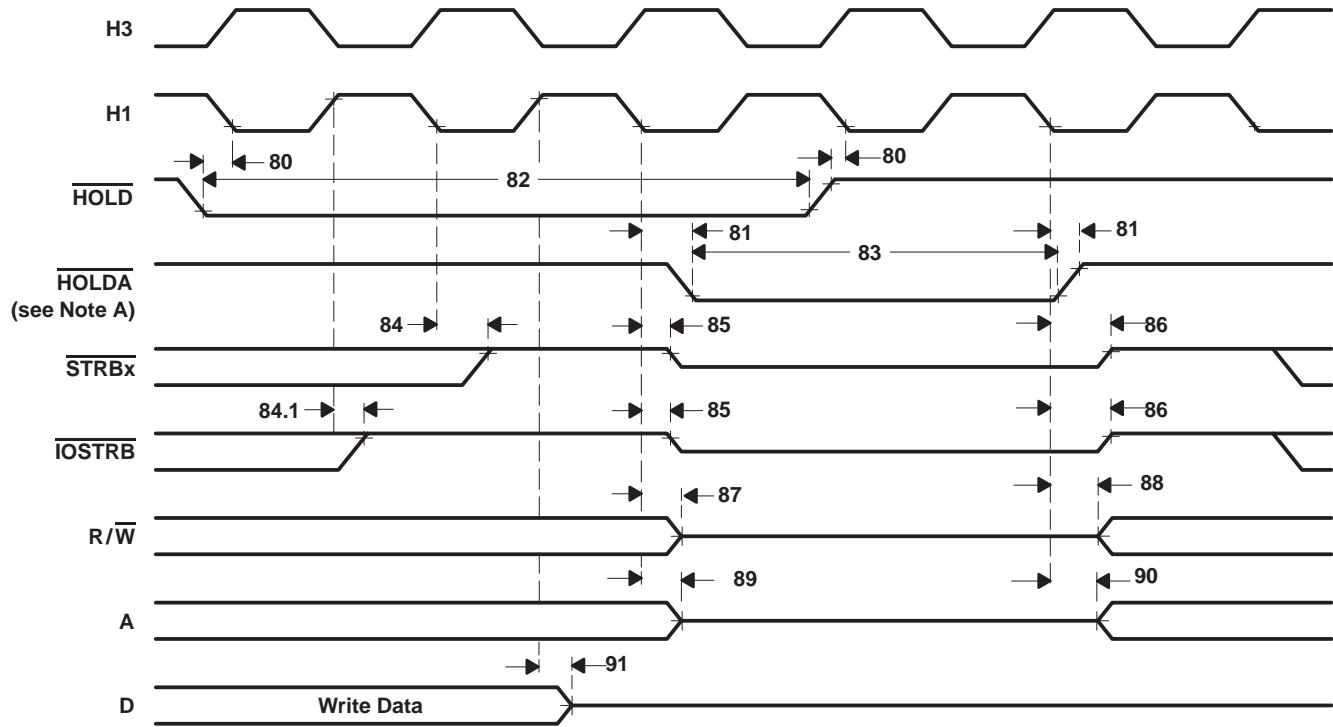 H3
H1
80 80
HOLD 82
81 81
HOLDA 83
(see Note A)
84 85 86
STRBx
84.1 85 86
IOSTRB
87 88
R/W
89 90
A
91
D Write Data